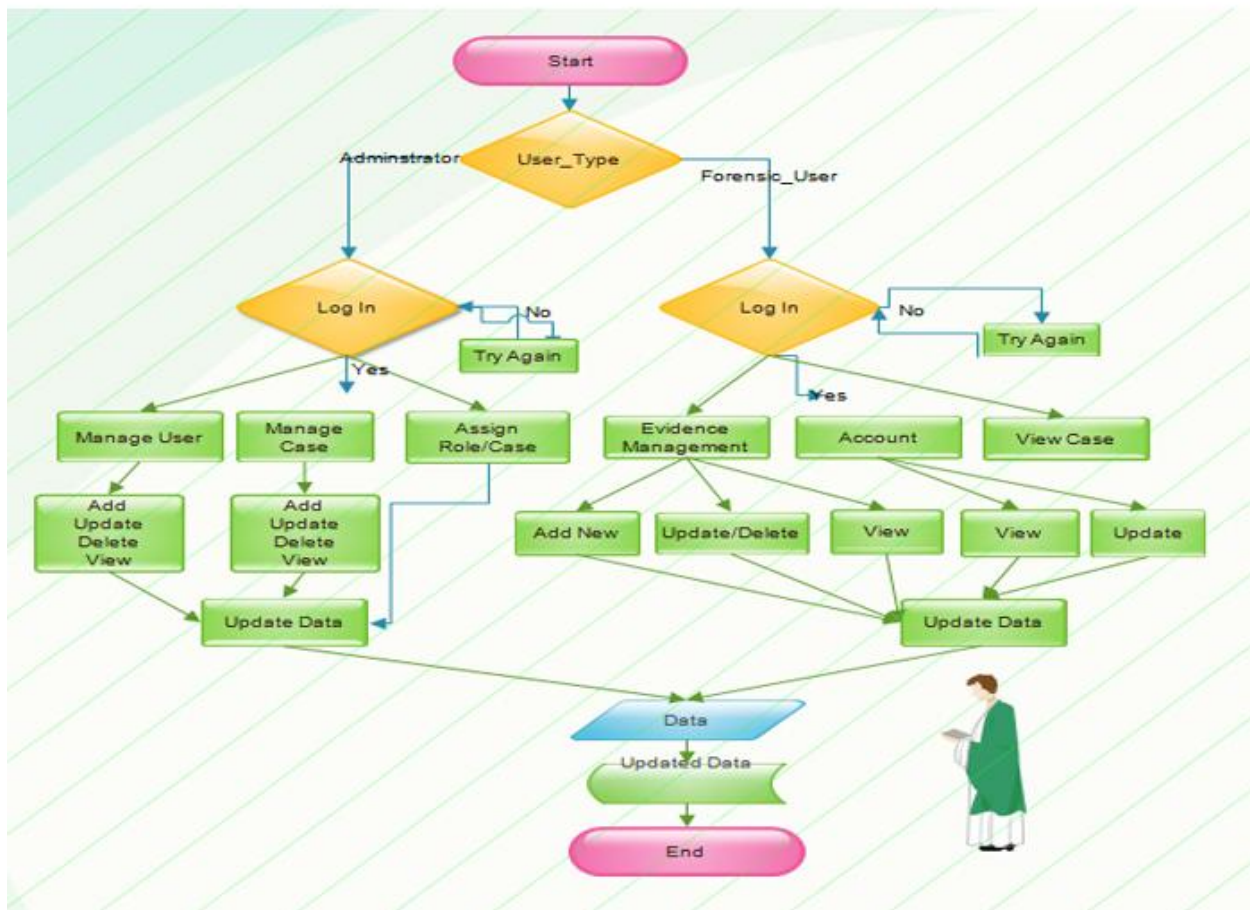 Start
User_Type
Adminstrator
Forensic_User
Log In
No
Try Again
Yes
Log In
No
Try Again
Yes
Manage User
Manage
Case
Assign
Role/Case
Evidence
Management
Account
View Case
Add
Update
Delete
View
Add
Update
Delete
View
Add New
Update/Delete
View
View
Update
Update Data
Update Data
Data
Updated Data
End